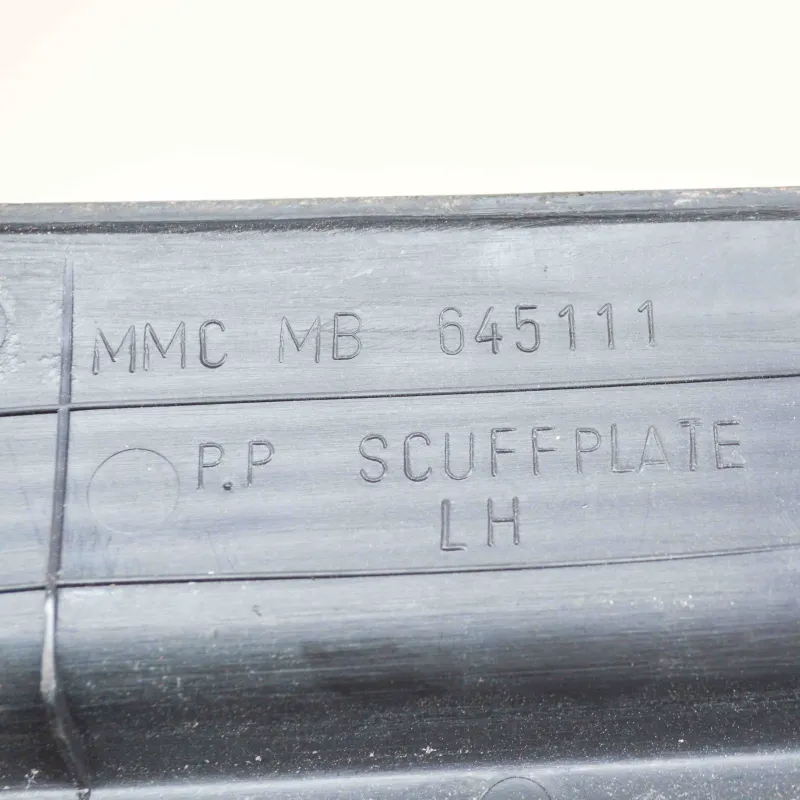 MMC MB 645111
P.P SCUFFPLATE
LH